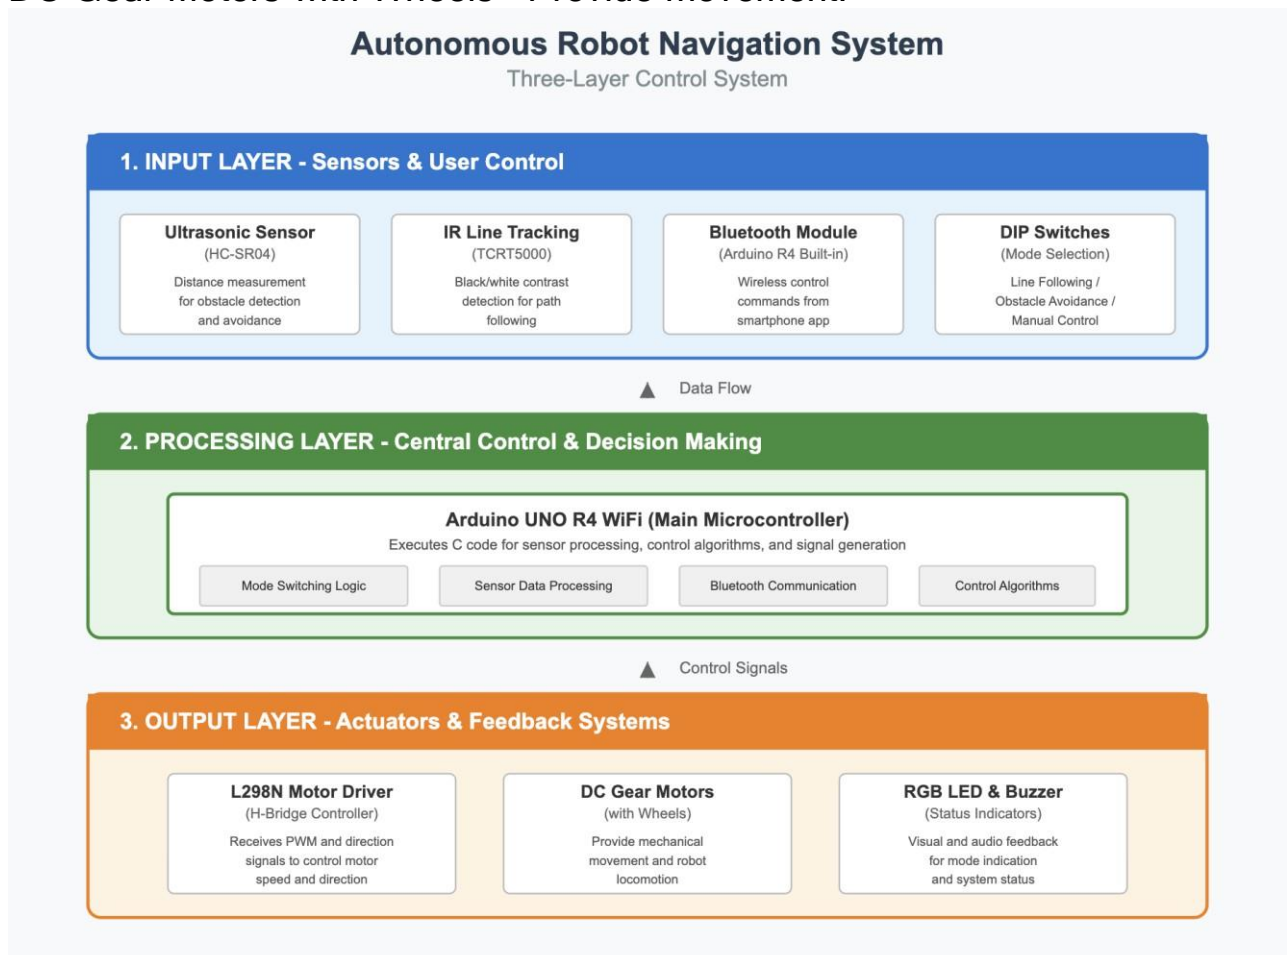 DC Gear Motors with Wheels - Provide movement.
Autonomous Robot Navigation System
Three-Layer Control System
1. INPUT LAYER - Sensors & User Control
Ultrasonic Sensor
(HC-SR04)
Distance measurement
for obstacle detection
and avoidance
IR Line Tracking
(TCRT5000)
Black/white contrast
detection for path
following
Bluetooth Module
(Arduino R4 Built-in)
Wireless control
commands from
smartphone app
DIP Switches
(Mode Selection)
Line Following /
Obstacle Avoidance /
Manual Control
▲ Data Flow
2. PROCESSING LAYER - Central Control & Decision Making
Arduino UNO R4 WiFi (Main Microcontroller)
Executes C code for sensor processing, control algorithms, and signal generation
Mode Switching Logic
Sensor Data Processing
Bluetooth Communication
Control Algorithms
▲ Control Signals
3. OUTPUT LAYER - Actuators & Feedback Systems
L298N Motor Driver
(H-Bridge Controller)
Receives PWM and direction
signals to control motor
speed and direction
DC Gear Motors
(with Wheels)
Provide mechanical
movement and robot
locomotion
RGB LED & Buzzer
(Status Indicators)
Visual and audio feedback
for mode indication
and system status